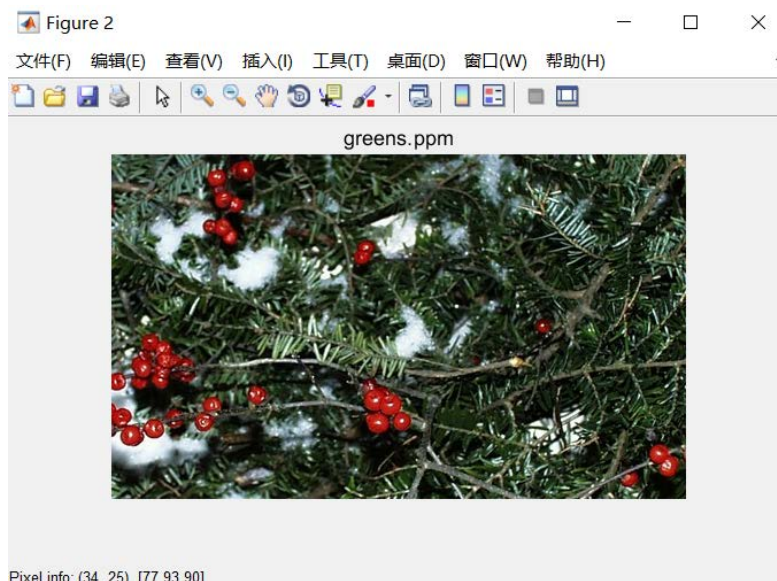 Figure 2
文件(F) 编辑(E) 查看(V) 插入(I) 工具(T) 桌面(D) 窗口(W) 帮助(H)
greens.ppm
Pixel info: (34, 25) [77 93 90]